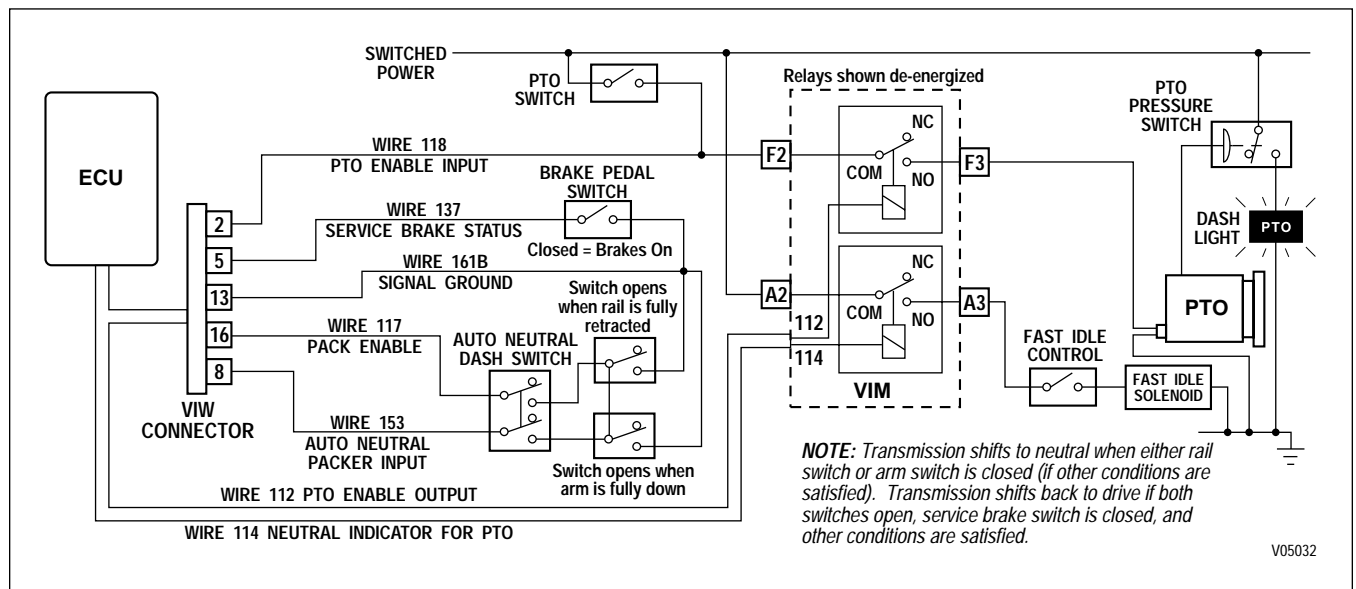 SWITCHED
POWER
PTO
SWITCH
Relays shown de-energized
PTO
PRESSURE
SWITCH
ECU
WIRE 118
PTO ENABLE INPUT
F2
NC
COM
NO
F3
BRAKE PEDAL
SWITCH
2
WIRE 137
SERVICE BRAKE STATUS
Closed = Brakes On
DASH
LIGHT
PTO
5
WIRE 161B
SIGNAL GROUND
13
Switch opens
when rail is fully
retracted
A2
NC
COM
NO
A3
PTO
16
WIRE 117
PACK ENABLE
AUTO NEUTRAL
DASH SWITCH
112
114
FAST IDLE
CONTROL
FAST IDLE
SOLENOID
8
VIW
CONNECTOR
WIRE 153
AUTO NEUTRAL
PACKER INPUT
VIM
Switch opens when
arm is fully down
WIRE 112 PTO ENABLE OUTPUT
WIRE 114 NEUTRAL INDICATOR FOR PTO
NOTE: Transmission shifts to neutral when either rail
switch or arm switch is closed (if other conditions are
satisfied). Transmission shifts back to drive if both
switches open, service brake switch is closed, and
other conditions are satisfied.
V05032